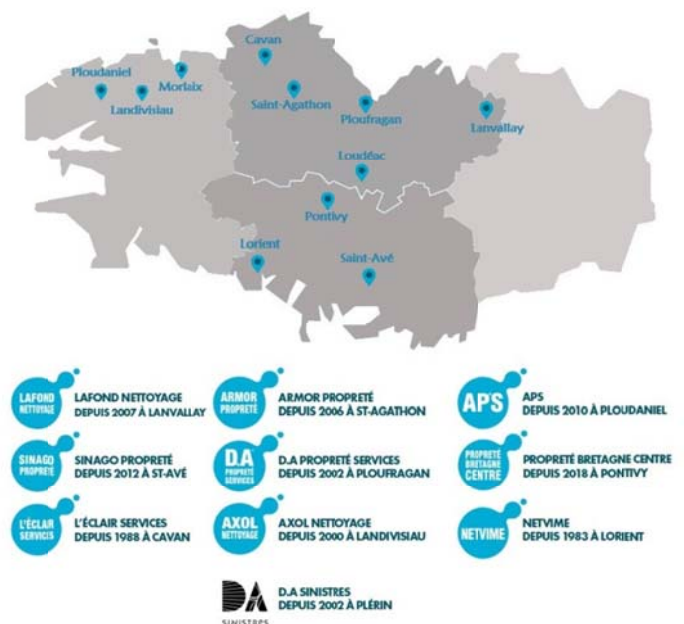 Cavan
Ploudaniel
Morlaix
Landivisiau
Saint-Agathon
Ploufragan
Lanvallay
Loudéac
Pontivy
Lorient
Saint-Avé
LAFOND
NETTOYAGE
LAFOND NETTOYAGE
DEPUIS 2007 À LANVALLAY
ARMOR
PROPRETÉ
ARMOR PROPRETÉ
DEPUIS 2006 À ST-AGATHON
AP'S
APS
DEPUIS 2010 À PLOUDANIEL
SINAGO
PROPRETÉ
SINAGO PROPRETÉ
DEPUIS 2012 À ST-AVÉ
D.A
PROPRETÉ
SERVICES
D.A PROPRETÉ SERVICES
DEPUIS 2002 À PLOUFRAGAN
PROPRETÉ
BRETAGNE
CENTRE
PROPRETÉ BRETAGNE CENTRE
DEPUIS 2018 À PONTIVY
L'ÉCLAIR
SERVICIS
L'ÉCLAIR SERVICES
DEPUIS 1988 À CAVAN
AXOL
NETTOYAGE
AXOL NETTOYAGE
DEPUIS 2000 À LANDIVISIAU
NETVIME
NETVIME
DEPUIS 1983 À LORIENT
DA
SINISTRES
D.A SINISTRES
DEPUIS 2002 À PLÉRIN